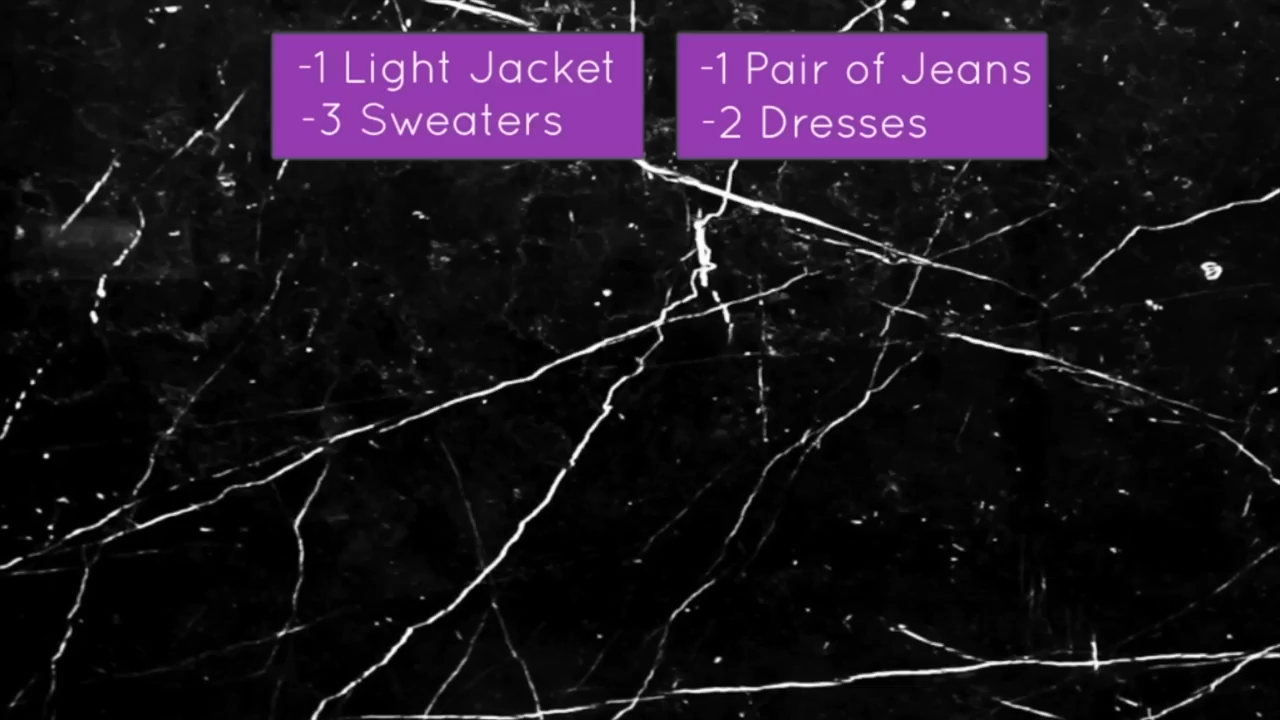 -1 Light Jacket
-3 Sweaters
-1 Pair of Jeans
-2 Dresses